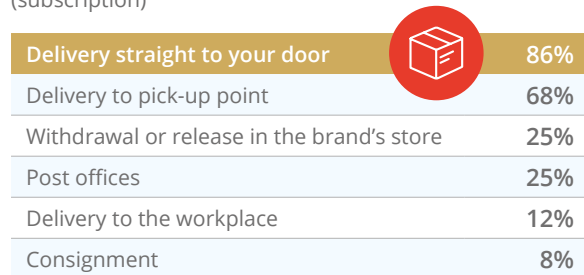 (subscription)
Delivery straight to your door 86%
Delivery to pick-up point 68%
Withdrawal or release in the brand's store 25%
Post offices 25%
Delivery to the workplace 12%
Consignment 8%